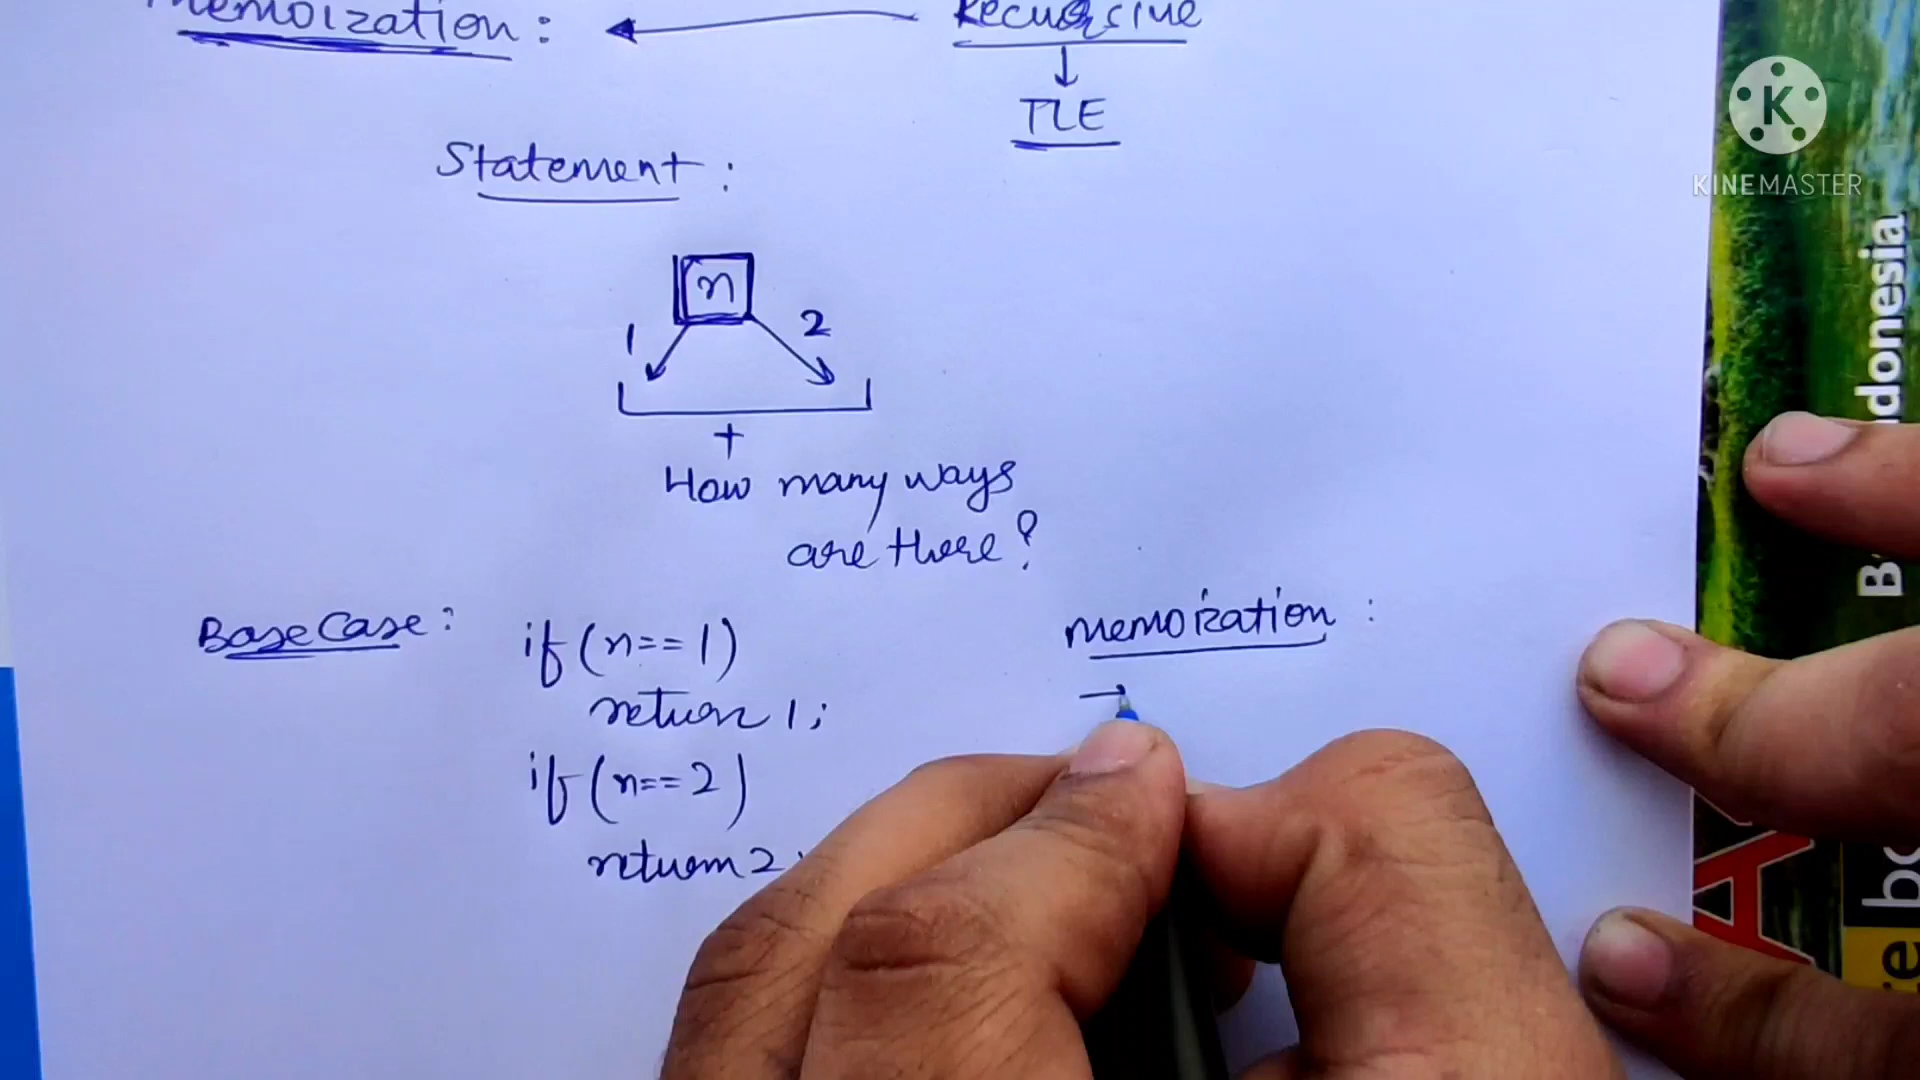 memoization :
Recursive
TLE
Statement :
n
1
2
+
How many ways
are there?
Base Case :
if (n==1)
return 1;
if (n==2)
return 2;
memoization :
KINEMASTER
donesia